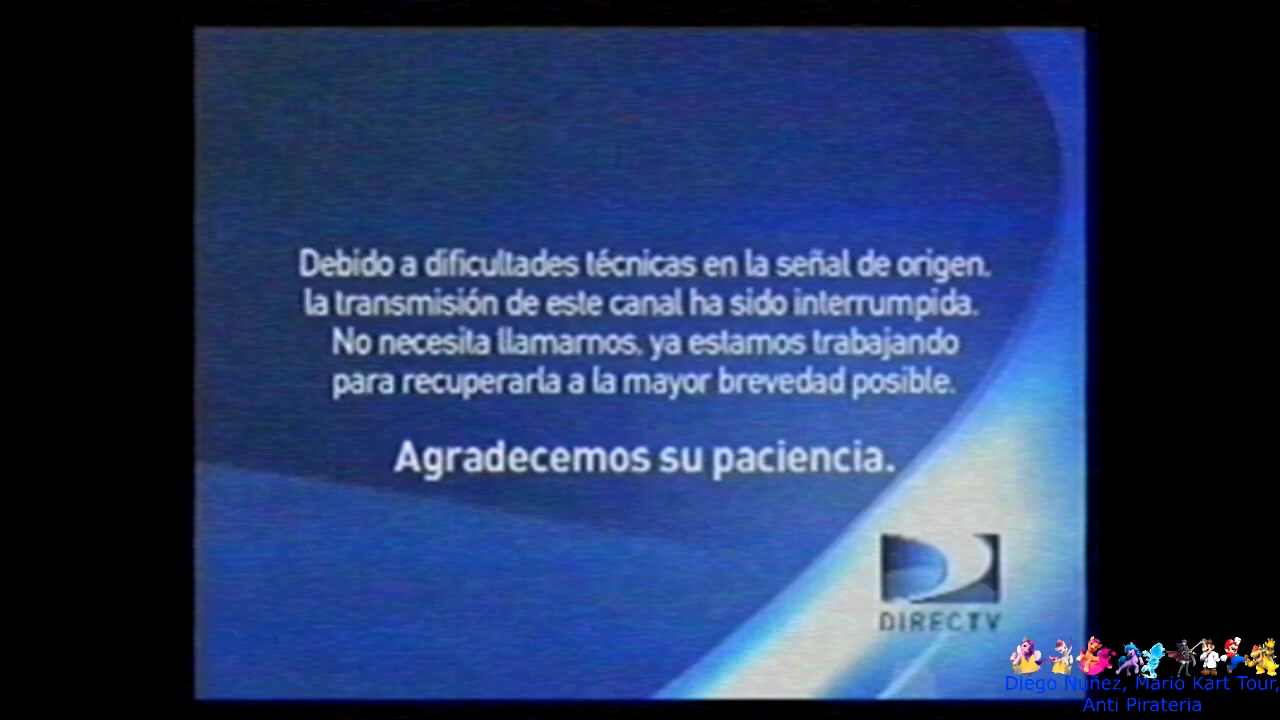 Debido a dificultades técnicas en la señal de origen,
la transmisión de este canal ha sido interrumpida.
No necesita llamarnos, ya estamos trabajando
para recuperarla a la mayor brevedad posible.
Agradecemos su paciencia.
DIRECTV
Diego Nuñez, Mario Kart Tour,
Anti Pirateria